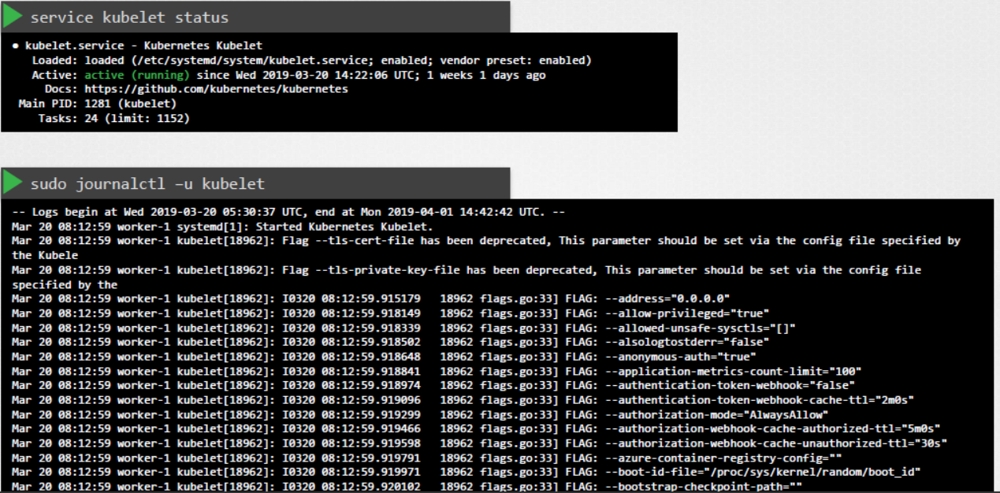 service kubelet status
● kubelet.service - Kubernetes Kubelet
Loaded: loaded (/etc/systemd/system/kubelet.service; enabled; vendor preset: enabled)
Active: active (running) since Wed 2019-03-20 14:22:06 UTC; 1 weeks 1 days ago
Docs: https://github.com/kubernetes/kubernetes
Main PID: 1281 (kubelet)
Tasks: 24 (limit: 1152)
sudo journalctl –u kubelet
-- Logs begin at Wed 2019-03-20 05:30:37 UTC, end at Mon 2019-04-01 14:42:42 UTC. --
Mar 20 08:12:59 worker-1 systemd[1]: Started Kubernetes Kubelet.
Mar 20 08:12:59 worker-1 kubelet[18962]: Flag --tls-cert-file has been deprecated, This parameter should be set via the config file specified by
the Kubele
Mar 20 08:12:59 worker-1 kubelet[18962]: Flag --tls-private-key-file has been deprecated, This parameter should be set via the config file
specified by the
Mar 20 08:12:59 worker-1 kubelet[18962]: I0320 08:12:59.915179 18962 flags.go:33] FLAG: --address="0.0.0.0"
Mar 20 08:12:59 worker-1 kubelet[18962]: I0320 08:12:59.918149 18962 flags.go:33] FLAG: --allow-privileged="true"
Mar 20 08:12:59 worker-1 kubelet[18962]: I0320 08:12:59.918339 18962 flags.go:33] FLAG: --allowed-unsafe-sysctls="[]"
Mar 20 08:12:59 worker-1 kubelet[18962]: I0320 08:12:59.918502 18962 flags.go:33] FLAG: --alsologtostderr="false"
Mar 20 08:12:59 worker-1 kubelet[18962]: I0320 08:12:59.918648 18962 flags.go:33] FLAG: --anonymous-auth="true"
Mar 20 08:12:59 worker-1 kubelet[18962]: I0320 08:12:59.918841 18962 flags.go:33] FLAG: --application-metrics-count-limit="100"
Mar 20 08:12:59 worker-1 kubelet[18962]: I0320 08:12:59.918974 18962 flags.go:33] FLAG: --authentication-token-webhook="false"
Mar 20 08:12:59 worker-1 kubelet[18962]: I0320 08:12:59.919096 18962 flags.go:33] FLAG: --authentication-token-webhook-cache-ttl="2m0s"
Mar 20 08:12:59 worker-1 kubelet[18962]: I0320 08:12:59.919299 18962 flags.go:33] FLAG: --authorization-mode="AlwaysAllow"
Mar 20 08:12:59 worker-1 kubelet[18962]: I0320 08:12:59.919466 18962 flags.go:33] FLAG: --authorization-webhook-cache-authorized-ttl="5m0s"
Mar 20 08:12:59 worker-1 kubelet[18962]: I0320 08:12:59.919598 18962 flags.go:33] FLAG: --authorization-webhook-cache-unauthorized-ttl="30s"
Mar 20 08:12:59 worker-1 kubelet[18962]: I0320 08:12:59.919791 18962 flags.go:33] FLAG: --azure-container-registry-config=""
Mar 20 08:12:59 worker-1 kubelet[18962]: I0320 08:12:59.919971 18962 flags.go:33] FLAG: --boot-id-file="/proc/sys/kernel/random/boot_id"
Mar 20 08:12:59 worker-1 kubelet[18962]: I0320 08:12:59.920102 18962 flags.go:33] FLAG: --bootstrap-checkpoint-path=""